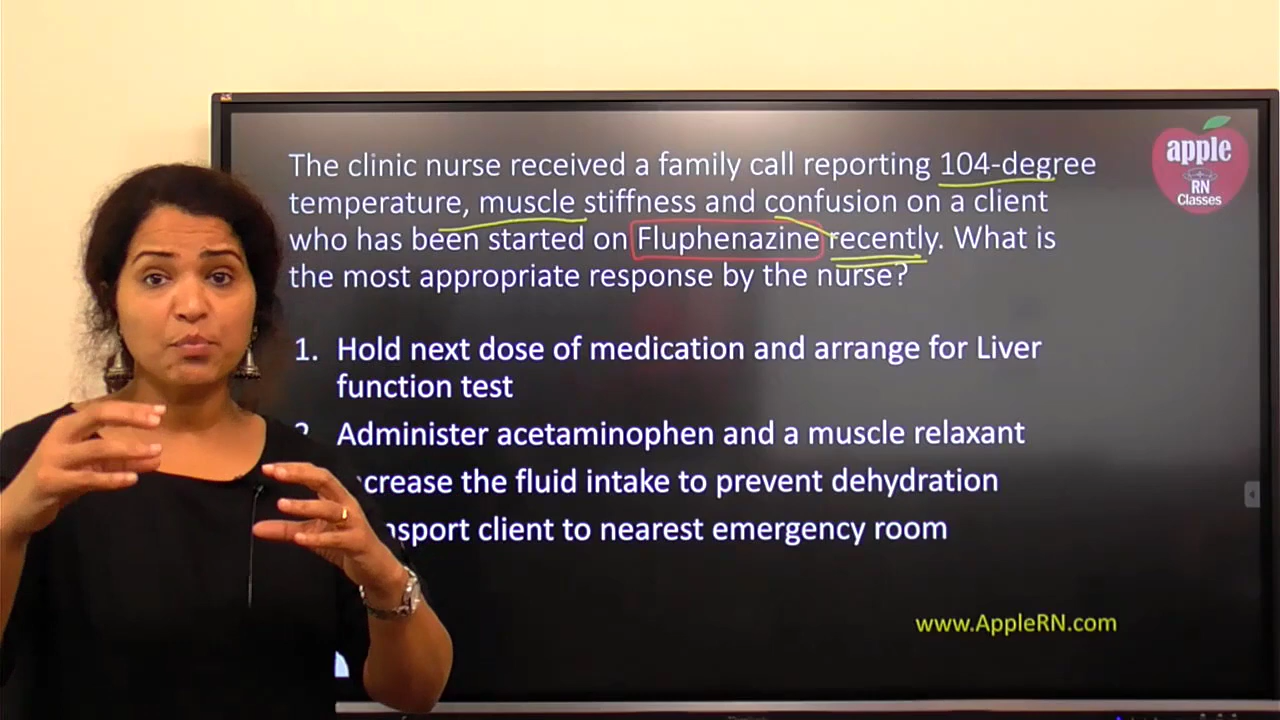 The clinic nurse received a family call reporting 104-degree
temperature, muscle stiffness and confusion on a client
who has been started on Fluphenazine recently. What is
the most appropriate response by the nurse?
1. Hold next dose of medication and arrange for Liver
function test
Administer acetaminophen and a muscle relaxant
the fluid intake to prevent dehydration
client to nearest emergency room
www.AppleRN.com
apple
RN
Classes